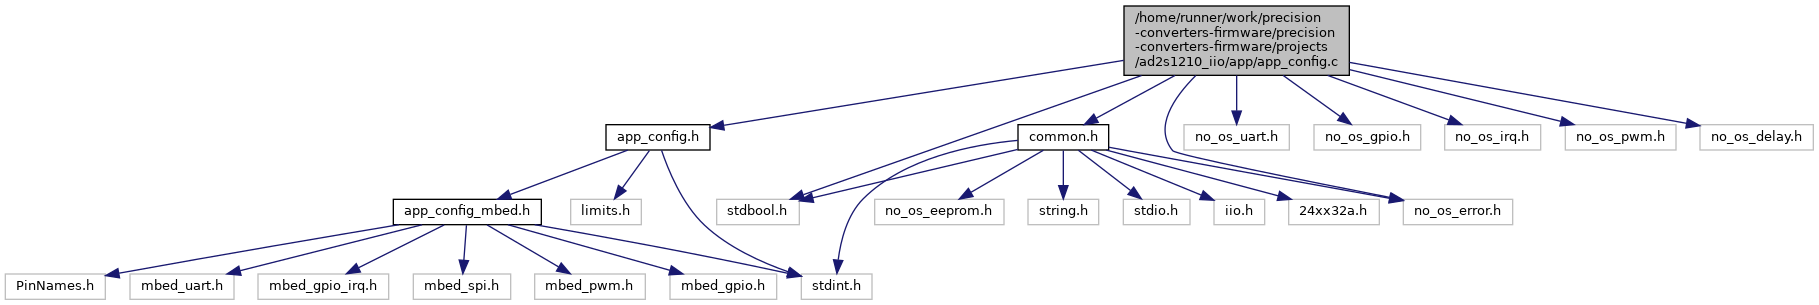 /home/runner/work/precision
-converters-firmware/precision
-converters-firmware/projects
/ad2s1210_iio/app/app_config.c
app_config.h
common.h
no_os_uart.h
no_os_gpio.h
no_os_irq.h
no_os_pwm.h
no_os_delay.h
app_config_mbed.h
limits.h
stdbool.h
no_os_eeprom.h
string.h
stdio.h
iio.h
24xx32a.h
no_os_error.h
PinNames.h
mbed_uart.h
mbed_gpio_irq.h
mbed_spi.h
mbed_pwm.h
mbed_gpio.h
stdint.h